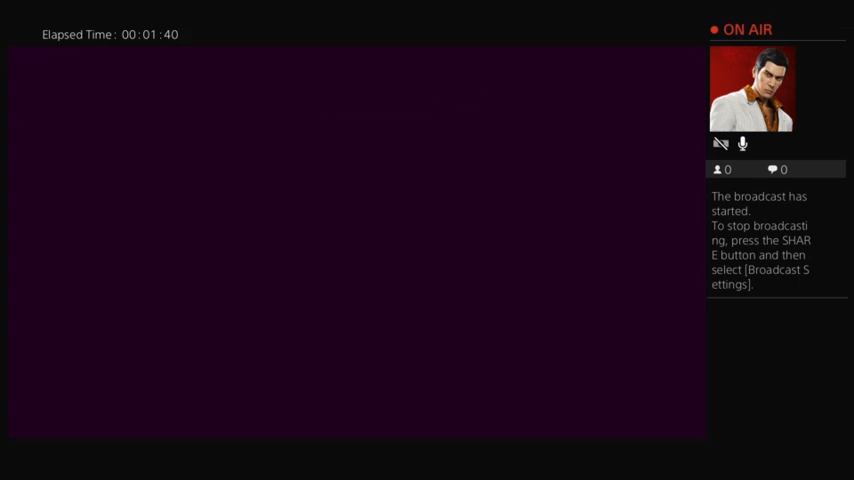 Elapsed Time: 00:01:40
ON AIR
0 0
The broadcast has
started.
To stop broadcasti
ng, press the SHAR
E button and then
select [Broadcast S
ettings].